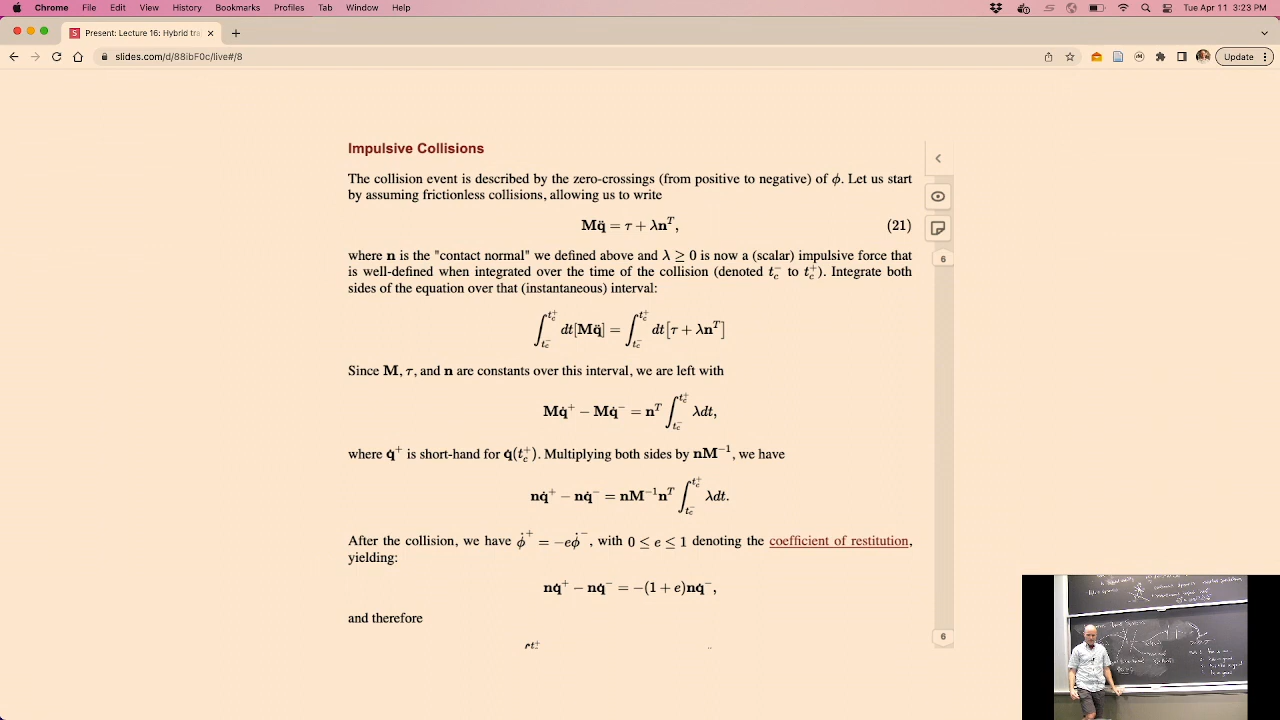 Chrome File Edit View History Bookmarks Profiles Tab Window Help Tue Apr 11 3:23 PM
Present: Lecture 16: Hybrid tra
slides.com/d/88ibF0c/live#/8 Update
Impulsive Collisions
The collision event is described by the zero-crossings (from positive to negative) of ϕ. Let us start
by assuming frictionless collisions, allowing us to write
Mq̈ = τ + λnᵀ, (21)
where n is the "contact normal" we defined above and λ ≥ 0 is now a (scalar) impulsive force that
is well-defined when integrated over the time of the collision (denoted t_c⁻ to t_c⁺). Integrate both
sides of the equation over that (instantaneous) interval:
∫_{t_c⁻}^{t_c⁺} dt[Mq̈] = ∫_{t_c⁻}^{t_c⁺} dt[τ + λnᵀ]
Since M, τ, and n are constants over this interval, we are left with
Mq̇⁺ − Mq̇⁻ = nᵀ ∫_{t_c⁻}^{t_c⁺} λdt,
where q̇⁺ is short-hand for q̇(t_c⁺). Multiplying both sides by nM⁻¹, we have
nq̇⁺ − nq̇⁻ = nM⁻¹nᵀ ∫_{t_c⁻}^{t_c⁺} λdt.
After the collision, we have ϕ̇⁺ = −eϕ̇⁻, with 0 ≤ e ≤ 1 denoting the coefficient of restitution,
yielding:
nq̇⁺ − nq̇⁻ = −(1 + e)nq̇⁻,
and therefore
6
6